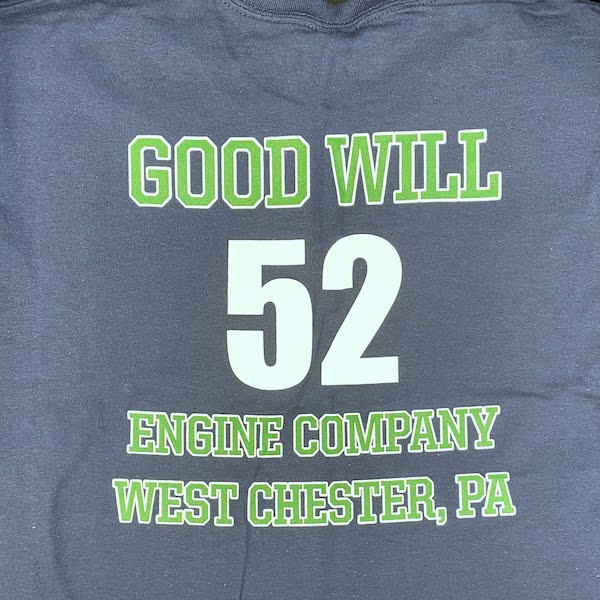 GOOD WILL
52
ENGINE COMPANY
WEST CHESTER, PA